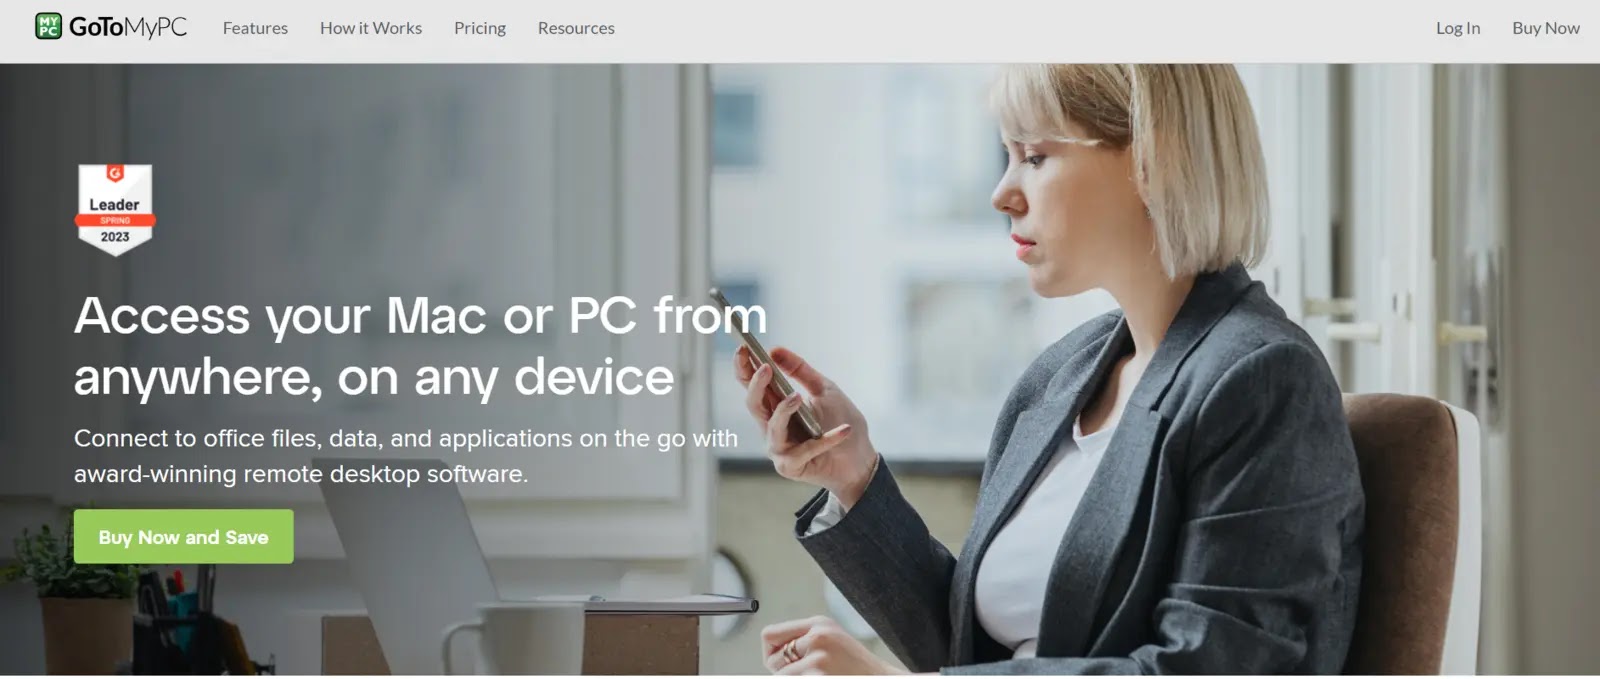 MY
PC
GoToMyPC
Features
How it Works
Pricing
Resources
Log In
Buy Now
G
Leader
SPRING
2023
Access your Mac or PC from
anywhere, on any device
Connect to office files, data, and applications on the go with
award-winning remote desktop software.
Buy Now and Save